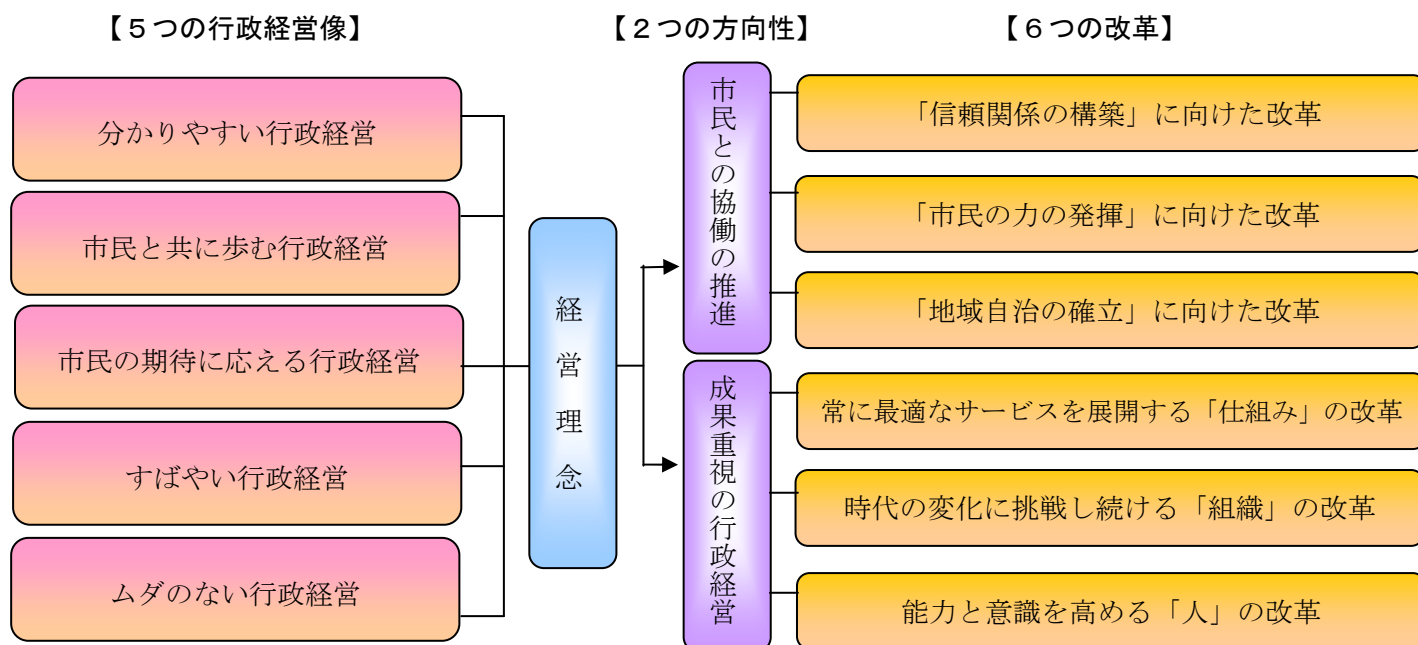 【５つの行政経営像】
【２つの方向性】
【６つの改革】
分かりやすい行政経営
市民と共に歩む行政経営
市民の期待に応える行政経営
すばやい行政経営
ムダのない行政経営
経営理念
市民との協働の推進
成果重視の行政経営
「信頼関係の構築」に向けた改革
「市民の力の発揮」に向けた改革
「地域自治の確立」に向けた改革
常に最適なサービスを展開する「仕組み」の改革
時代の変化に挑戦し続ける「組織」の改革
能力と意識を高める「人」の改革